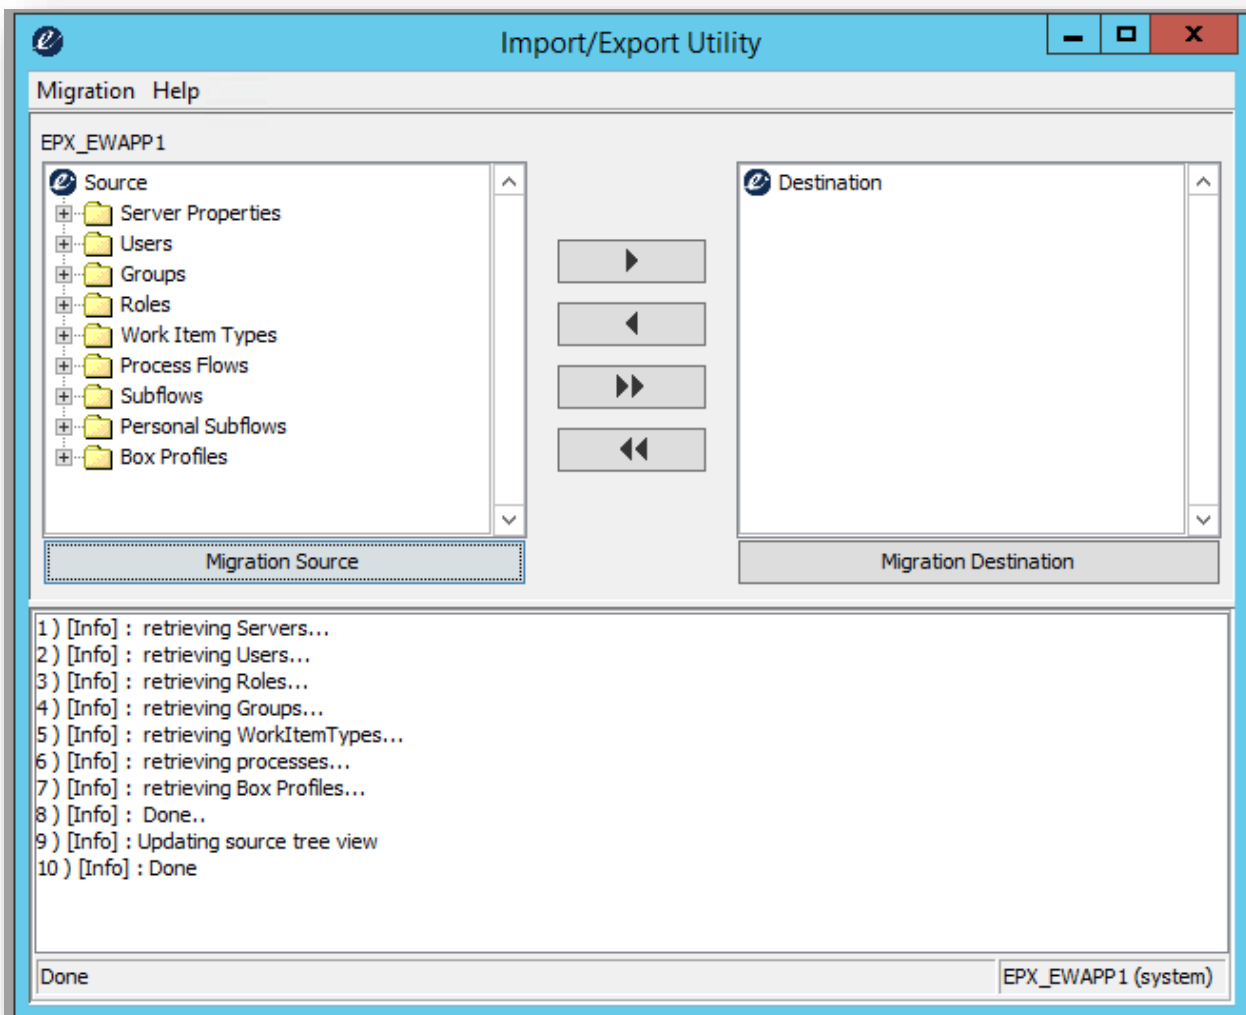 Import/Export Utility
Migration Help
EPX_EWAPP1
Source
Server Properties
Users
Groups
Roles
Work Item Types
Process Flows
Subflows
Personal Subflows
Box Profiles
Migration Source
Destination
Migration Destination
1 ) [Info] : retrieving Servers...
2 ) [Info] : retrieving Users...
3 ) [Info] : retrieving Roles...
4 ) [Info] : retrieving Groups...
5 ) [Info] : retrieving WorkItemTypes...
6 ) [Info] : retrieving processes...
7 ) [Info] : retrieving Box Profiles...
8 ) [Info] : Done..
9 ) [Info] : Updating source tree view
10 ) [Info] : Done
Done
EPX_EWAPP1 (system)